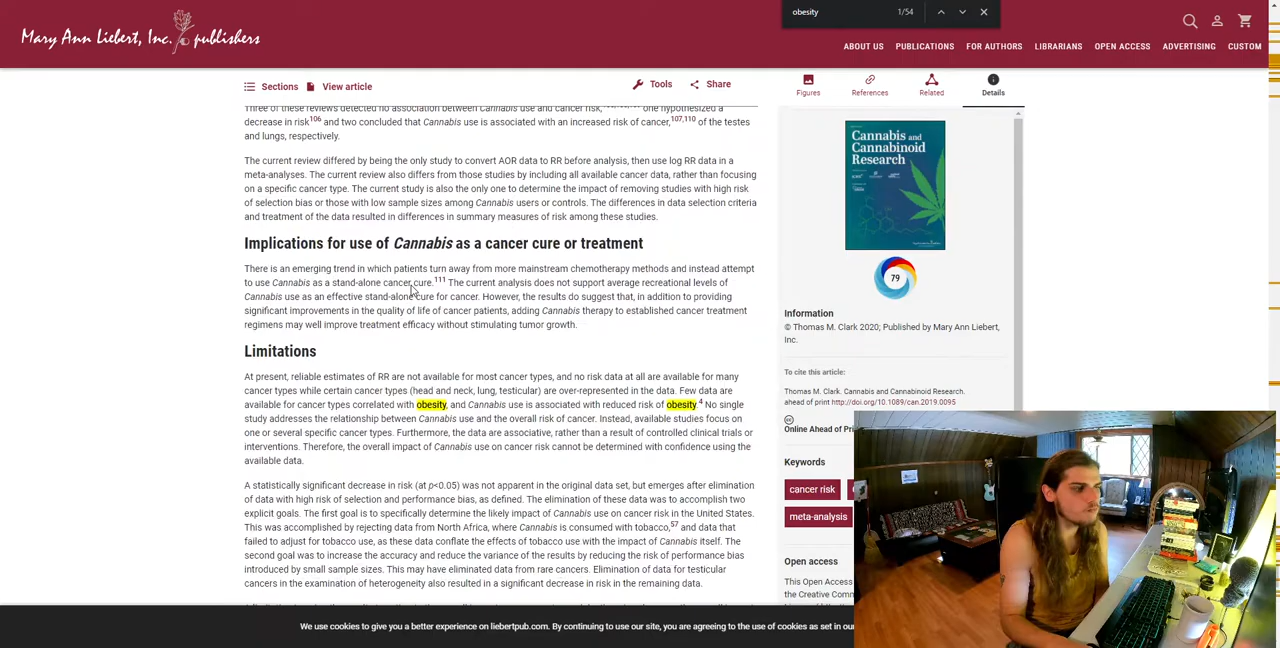 obesity 1/54
Mary Ann Liebert, Inc. publishers
ABOUT US PUBLICATIONS FOR AUTHORS LIBRARIANS OPEN ACCESS ADVERTISING CUSTOM
Sections View article Tools Share
Figures References Related Details
Three of these reviews detected no association between Cannabis use and cancer risk, one hypothesized a
decrease in risk106 and two concluded that Cannabis use is associated with an increased risk of cancer,107,110 of the testes
and lungs, respectively.
The current review differed by being the only study to convert AOR data to RR before analysis, then use log RR data in a
meta-analyses. The current review also differs from those studies by including all available cancer data, rather than focusing
on a specific cancer type. The current study is also the only one to determine the impact of removing studies with high risk
of selection bias or those with low sample sizes among Cannabis users or controls. The differences in data selection criteria
and treatment of the data resulted in differences in summary measures of risk among these studies.
Implications for use of Cannabis as a cancer cure or treatment
There is an emerging trend in which patients turn away from more mainstream chemotherapy methods and instead attempt
to use Cannabis as a stand-alone cancer cure.111 The current analysis does not support average recreational levels of
Cannabis use as an effective stand-alone cure for cancer. However, the results do suggest that, in addition to providing
significant improvements in the quality of life of cancer patients, adding Cannabis therapy to established cancer treatment
regimens may well improve treatment efficacy without stimulating tumor growth.
Limitations
At present, reliable estimates of RR are not available for most cancer types, and no risk data at all are available for many
cancer types while certain cancer types (head and neck, lung, testicular) are over-represented in the data. Few data are
available for cancer types correlated with obesity, and Cannabis use is associated with reduced risk of obesity.4 No single
study addresses the relationship between Cannabis use and the overall risk of cancer. Instead, available studies focus on
one or several specific cancer types. Furthermore, the data are associative, rather than a result of controlled clinical trials or
interventions. Therefore, the overall impact of Cannabis use on cancer risk cannot be determined with confidence using the
available data.
A statistically significant decrease in risk (at p<0.05) was not apparent in the original data set, but emerges after elimination
of data with high risk of selection and performance bias, as defined. The elimination of these data was to accomplish two
explicit goals. The first goal is to specifically determine the likely impact of Cannabis use on cancer risk in the United States.
This was accomplished by rejecting data from North Africa, where Cannabis is consumed with tobacco,57 and data that
failed to adjust for tobacco use, as these data conflate the effects of tobacco use with the impact of Cannabis itself. The
second goal was to increase the accuracy and reduce the variance of the results by reducing the risk of performance bias
introduced by small sample sizes. This may have eliminated data from rare cancers. Elimination of data for testicular
cancers in the examination of heterogeneity also resulted in a significant decrease in risk in the remaining data.
Cannabis and
Cannabinoid
Research
79
Information
© Thomas M. Clark 2020; Published by Mary Ann Liebert,
Inc.
To cite this article:
Thomas M. Clark. Cannabis and Cannabinoid Research.
ahead of print http://doi.org/10.1089/can.2019.0095
Online Ahead of Pri
Keywords
cancer risk
meta-analysis
Open access
This Open Access
the Creative Comm
We use cookies to give you a better experience on liebertpub.com. By continuing to use our site, you are agreeing to the use of cookies as set in our